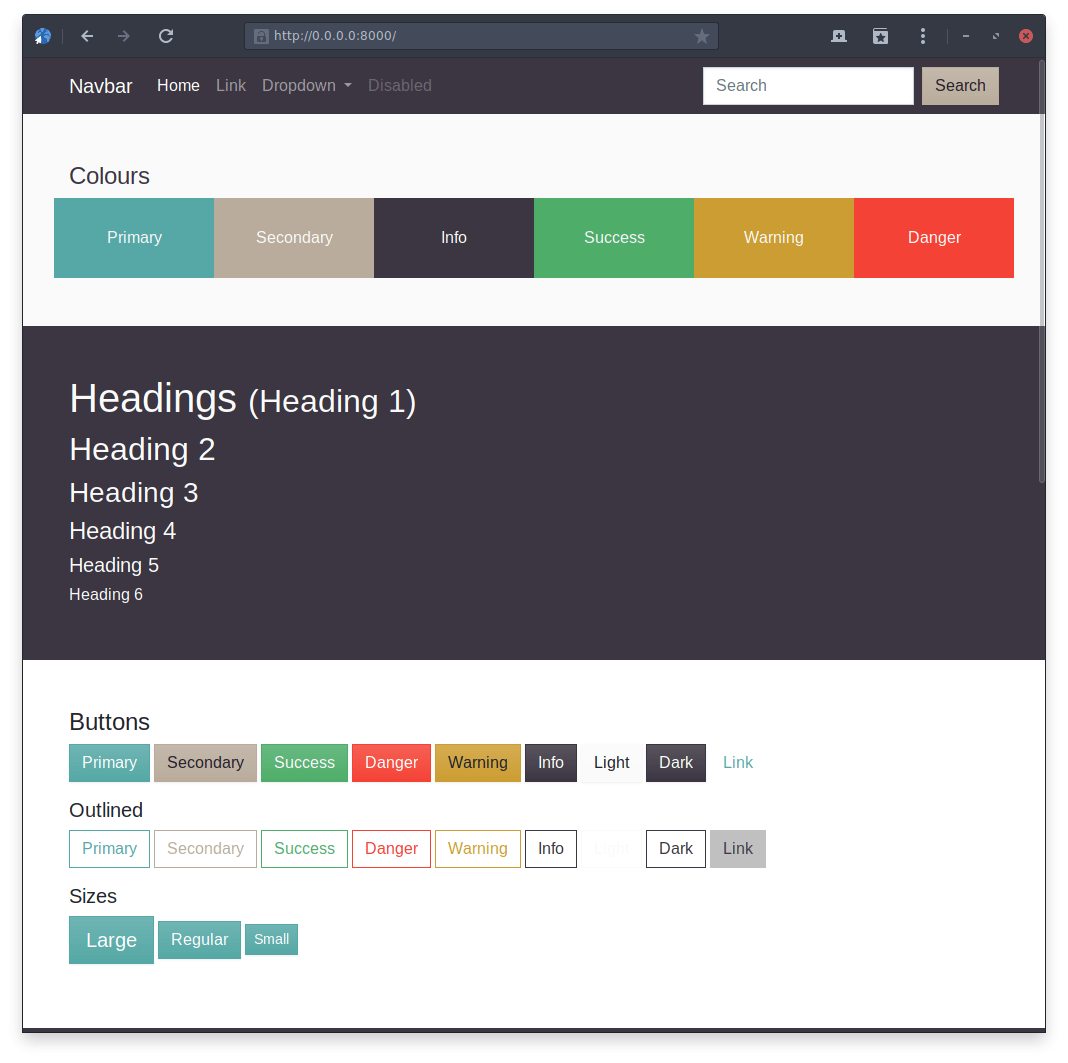 http://0.0.0.0:8000/
Navbar Home Link Dropdown Disabled Search Search
Colours
Primary Secondary Info Success Warning Danger
Headings (Heading 1)
Heading 2
Heading 3
Heading 4
Heading 5
Heading 6
Buttons
Primary Secondary Success Danger Warning Info Light Dark Link
Outlined
Primary Secondary Success Danger Warning Info Light Dark Link
Sizes
Large Regular Small